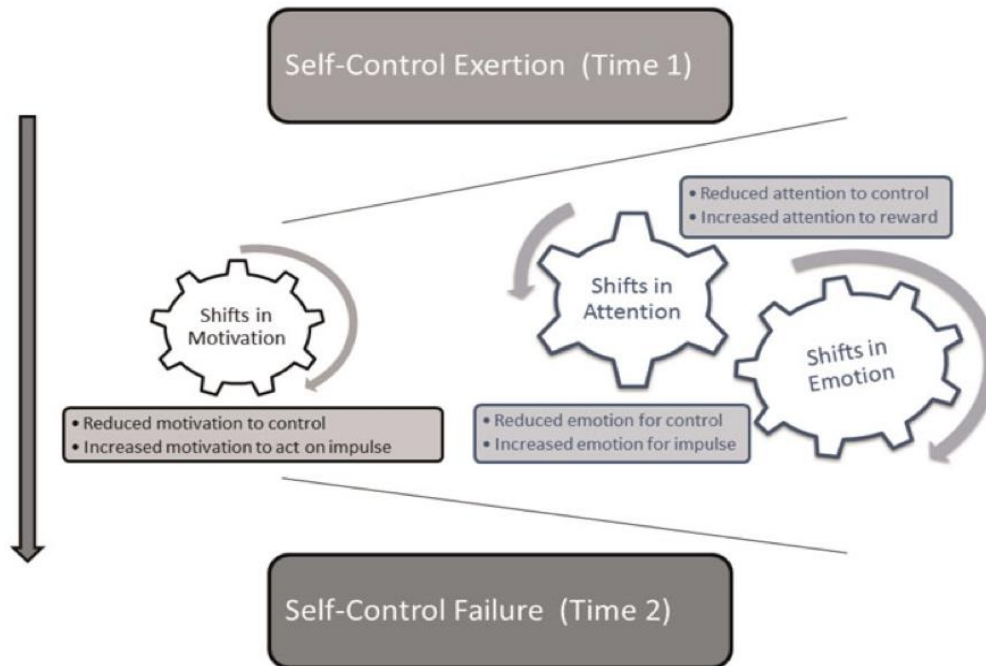 Self-Control Exertion (Time 1)
• Reduced attention to control
• Increased attention to reward
Shifts in
Motivation
Shifts in
Attention
Shifts in
Emotion
• Reduced motivation to control
• Increased motivation to act on impulse
• Reduced emotion for control
• Increased emotion for impulse
Self-Control Failure (Time 2)